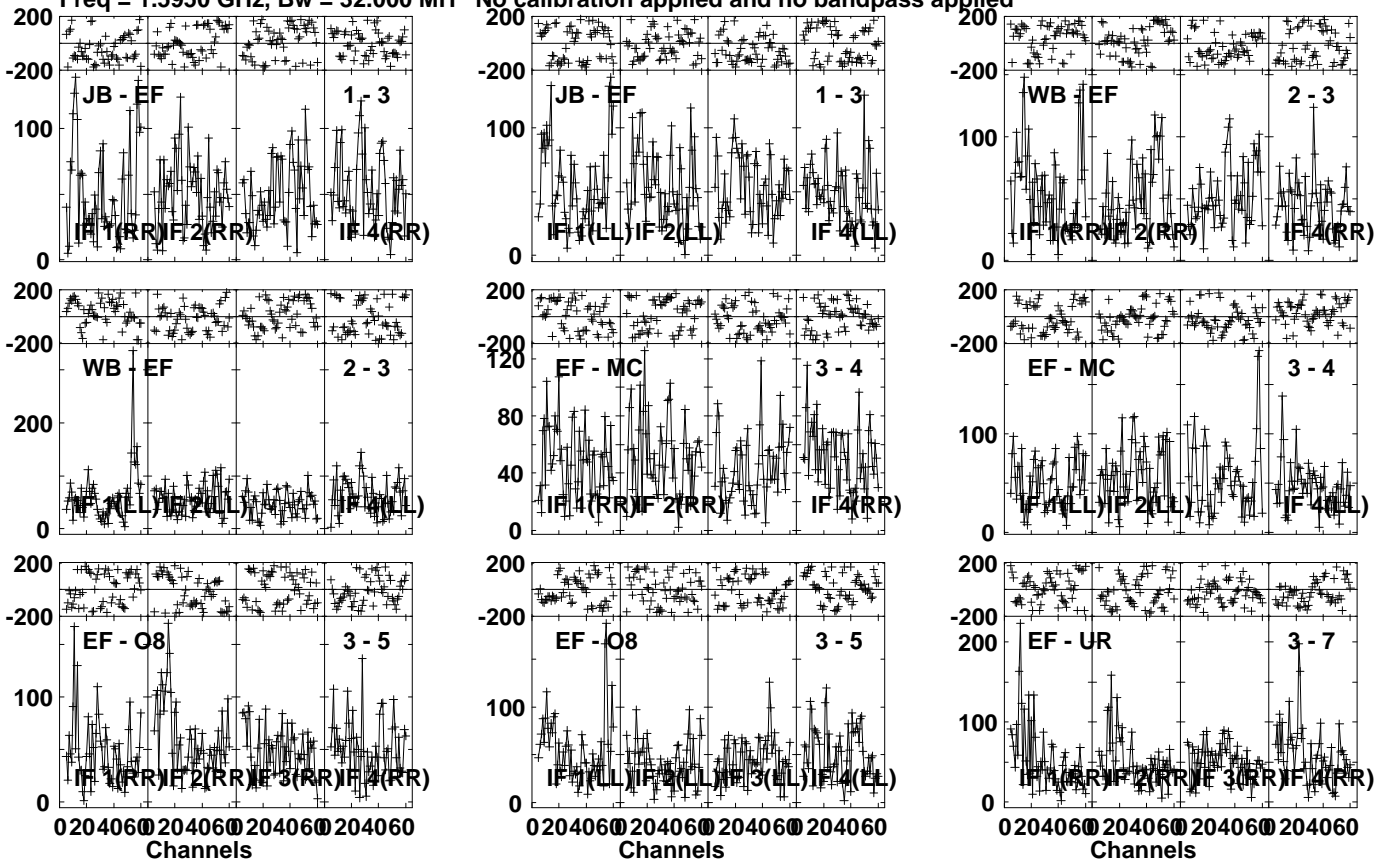 Freq = 1.5950 GHz, Bw = 32.000 MH No calibration applied and no bandpass applied
200
-200
100
0
JB - EF 1 - 3
IF 1(RR) IF 2(RR) IF 4(RR)
200
-200
100
0
JB - EF 1 - 3
IF 1(LL) IF 2(LL) IF 4(LL)
200
-200
100
0
WB - EF 2 - 3
IF 1(RR) IF 2(RR) IF 4(RR)
200
-200
200
0
WB - EF 2 - 3
IF 1(LL) IF 2(LL) IF 4(LL)
200
-200
120
80
40
0
EF - MC 3 - 4
IF 1(RR) IF 2(RR) IF 4(RR)
200
-200
100
0
EF - MC 3 - 4
IF 1(LL) IF 2(LL) IF 4(LL)
200
-200
100
0
EF - O8 3 - 5
IF 1(RR) IF 2(RR) IF 3(RR) IF 4(RR)
0 20 40 60 0 20 40 60 0 20 40 60 0 20 40 60
Channels
200
-200
100
0
EF - O8 3 - 5
IF 1(LL) IF 2(LL) IF 3(LL) IF 4(LL)
0 20 40 60 0 20 40 60 0 20 40 60 0 20 40 60
Channels
200
-200
200
100
0
EF - UR 3 - 7
IF 1(RR) IF 2(RR) IF 3(RR) IF 4(RR)
0 20 40 60 0 20 40 60 0 20 40 60 0 20 40 60
Channels